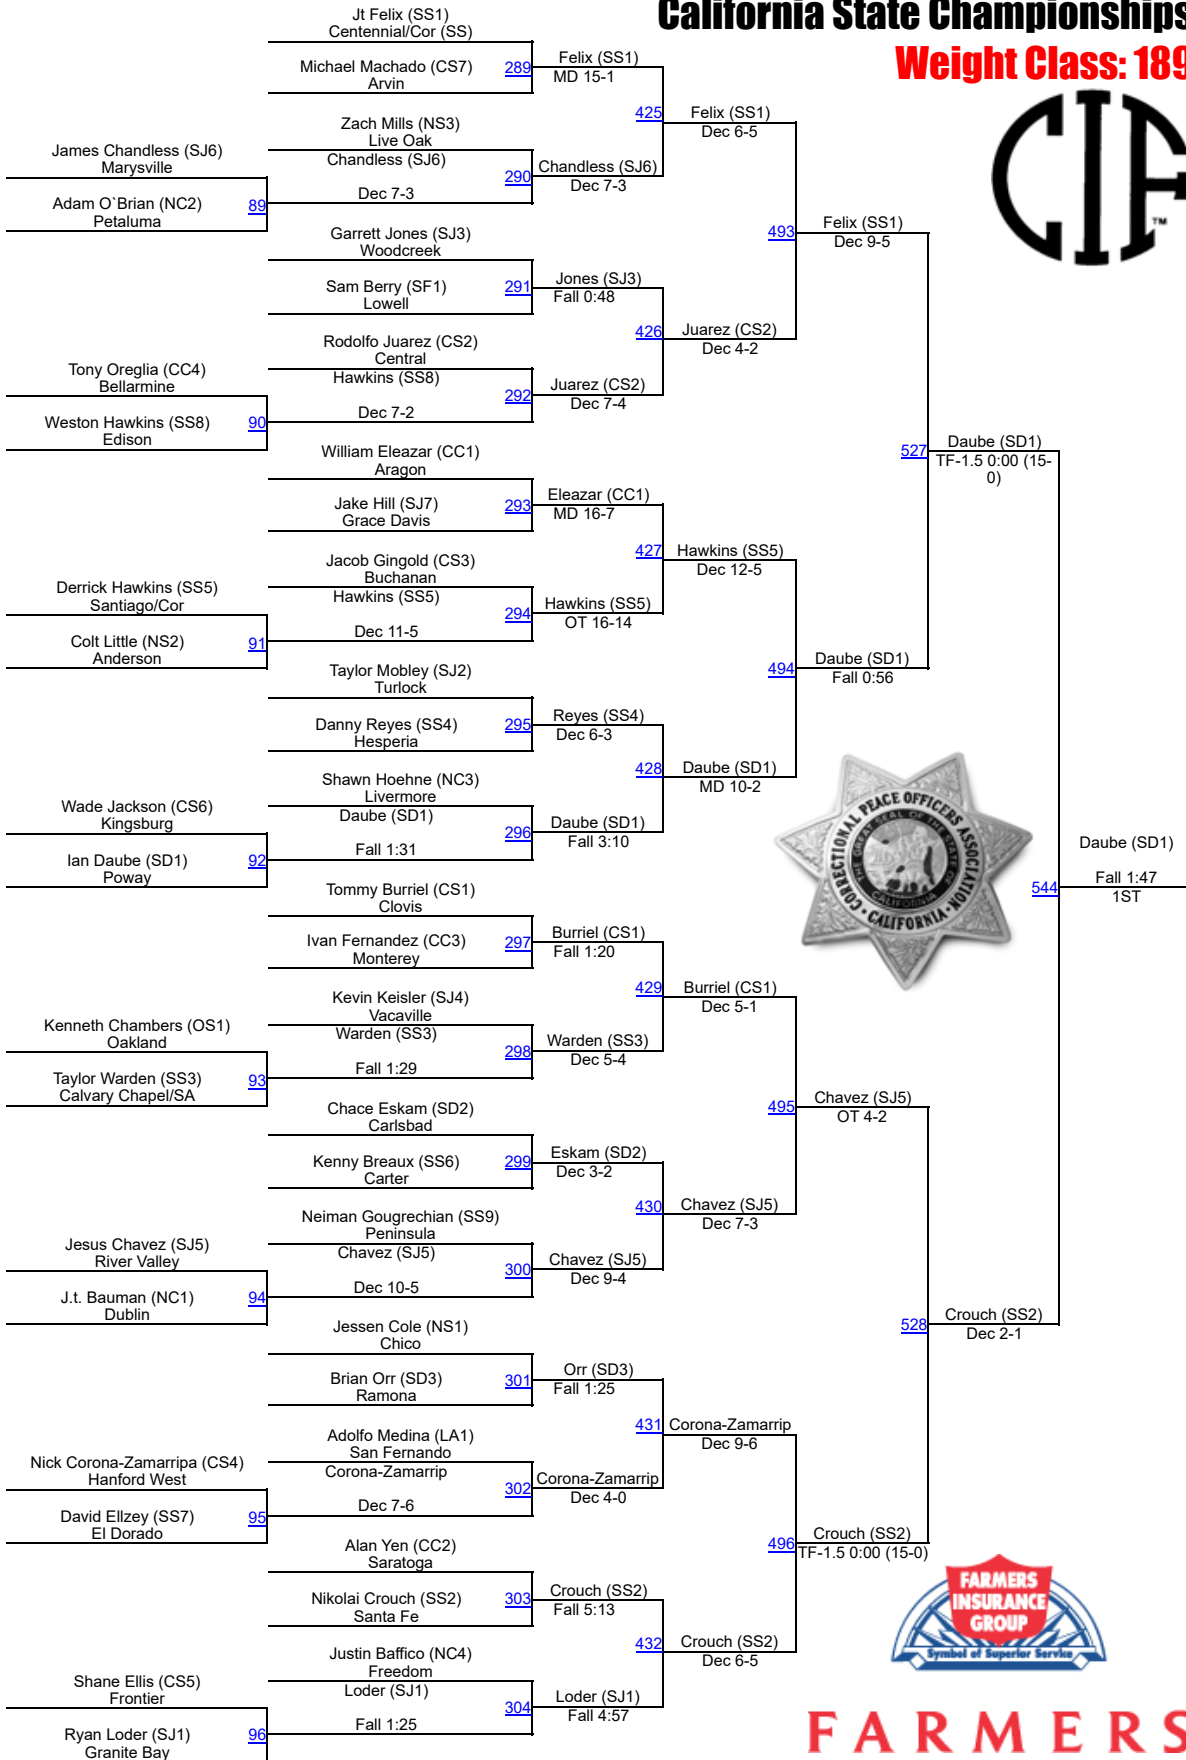 California State Championships
Weight Class: 189
CIF
TM
Jt Felix (SS1)
Centennial/Cor (SS)
Michael Machado (CS7)
Arvin
289
Felix (SS1)
MD 15-1
425
Felix (SS1)
Dec 6-5
Zach Mills (NS3)
Live Oak
James Chandless (SJ6)
Marysville
Chandless (SJ6)
Dec 7-3
290
Chandless (SJ6)
Dec 7-3
Adam O`Brian (NC2)
Petaluma
89
Garrett Jones (SJ3)
Woodcreek
493
Felix (SS1)
Dec 9-5
Sam Berry (SF1)
Lowell
291
Jones (SJ3)
Fall 0:48
426
Juarez (CS2)
Dec 4-2
Rodolfo Juarez (CS2)
Central
Tony Oreglia (CC4)
Bellarmine
Hawkins (SS8)
Dec 7-2
292
Juarez (CS2)
Dec 7-4
Weston Hawkins (SS8)
Edison
90
William Eleazar (CC1)
Aragon
527
Daube (SD1)
TF-1.5 0:00 (15-
0)
Jake Hill (SJ7)
Grace Davis
293
Eleazar (CC1)
MD 16-7
427
Hawkins (SS5)
Dec 12-5
Jacob Gingold (CS3)
Buchanan
Derrick Hawkins (SS5)
Santiago/Cor
Hawkins (SS5)
Dec 11-5
294
Hawkins (SS5)
OT 16-14
Colt Little (NS2)
Anderson
91
Taylor Mobley (SJ2)
Turlock
494
Daube (SD1)
Fall 0:56
Danny Reyes (SS4)
Hesperia
295
Reyes (SS4)
Dec 6-3
428
Daube (SD1)
MD 10-2
Shawn Hoehne (NC3)
Livermore
Wade Jackson (CS6)
Kingsburg
Daube (SD1)
Fall 1:31
296
Daube (SD1)
Fall 3:10
Ian Daube (SD1)
Poway
92
CORRECTIONAL PEACE OFFICERS ASSOCIATION
CALIFORNIA
THE GREAT SEAL OF THE STATE OF CALIFORNIA
544
Daube (SD1)
Fall 1:47
1ST
Tommy Burriel (CS1)
Clovis
Ivan Fernandez (CC3)
Monterey
297
Burriel (CS1)
Fall 1:20
429
Burriel (CS1)
Dec 5-1
Kevin Keisler (SJ4)
Vacaville
Kenneth Chambers (OS1)
Oakland
Warden (SS3)
Fall 1:29
298
Warden (SS3)
Dec 5-4
Taylor Warden (SS3)
Calvary Chapel/SA
93
Chace Eskam (SD2)
Carlsbad
495
Chavez (SJ5)
OT 4-2
Kenny Breaux (SS6)
Carter
299
Eskam (SD2)
Dec 3-2
430
Chavez (SJ5)
Dec 7-3
Neiman Gougrechian (SS9)
Peninsula
Jesus Chavez (SJ5)
River Valley
Chavez (SJ5)
Dec 10-5
300
Chavez (SJ5)
Dec 9-4
J.t. Bauman (NC1)
Dublin
94
Jessen Cole (NS1)
Chico
528
Crouch (SS2)
Dec 2-1
Brian Orr (SD3)
Ramona
301
Orr (SD3)
Fall 1:25
431
Corona-Zamarrip
Dec 9-6
Adolfo Medina (LA1)
San Fernando
Nick Corona-Zamarripa (CS4)
Hanford West
Corona-Zamarrip
Dec 7-6
302
Corona-Zamarrip
Dec 4-0
David Ellzey (SS7)
El Dorado
95
Alan Yen (CC2)
Saratoga
496
Crouch (SS2)
TF-1.5 0:00 (15-0)
Nikolai Crouch (SS2)
Santa Fe
303
Crouch (SS2)
Fall 5:13
432
Crouch (SS2)
Dec 6-5
Justin Baffico (NC4)
Freedom
Shane Ellis (CS5)
Frontier
Loder (SJ1)
Fall 1:25
304
Loder (SJ1)
Fall 4:57
Ryan Loder (SJ1)
Granite Bay
96
FARMERS
INSURANCE
GROUP
Symbol of Superior Service
FARMERS